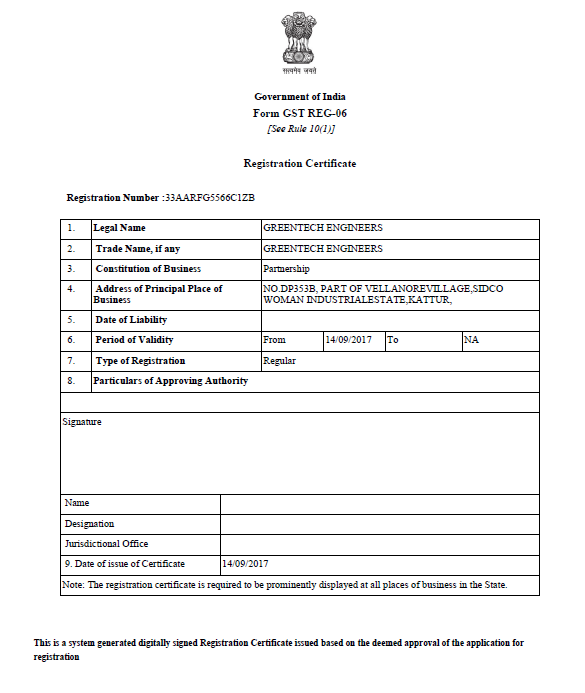 सत्यमेव जयते
Government of India
Form GST REG-06
[See Rule 10(1)]
Registration Certificate
Registration Number :33AARFG5566C1ZB
1. Legal Name GREENTECH ENGINEERS
2. Trade Name, if any GREENTECH ENGINEERS
3. Constitution of Business Partnership
4. Address of Principal Place of Business NO.DP353B, PART OF VELLANOREVILLAGE,SIDCO
WOMAN INDUSTRIALESTATE,KATTUR,
5. Date of Liability
6. Period of Validity From 14/09/2017 To NA
7. Type of Registration Regular
8. Particulars of Approving Authority
Signature
Name
Designation
Jurisdictional Office
9. Date of issue of Certificate 14/09/2017
Note: The registration certificate is required to be prominently displayed at all places of business in the State.
This is a system generated digitally signed Registration Certificate issued based on the deemed approval of the application for
registration